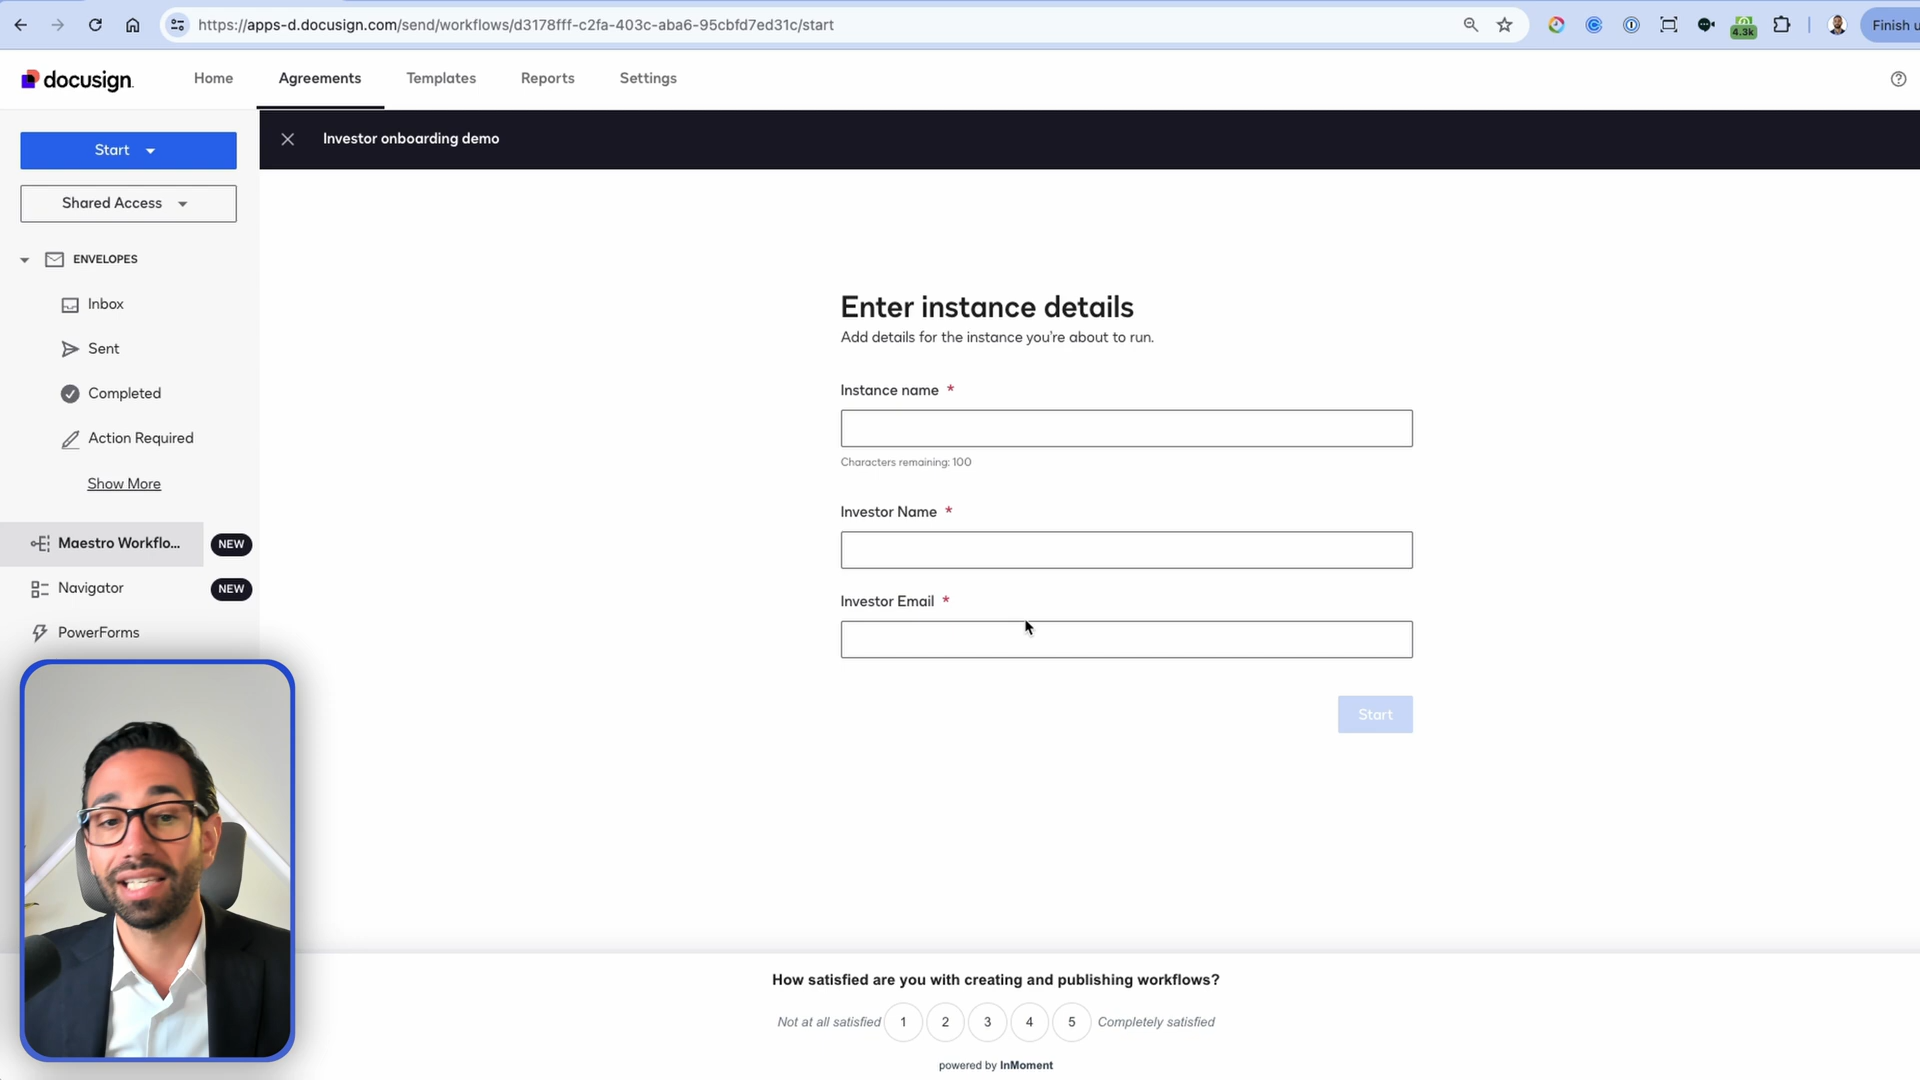 https://apps-d.docusign.com/send/workflows/d3178fff-c2fa-403c-aba6-95cbfd7ed31c/start
4.3k
Finish u
docusign
Home
Agreements
Templates
Reports
Settings
Start
Shared Access
ENVELOPES
Inbox
Sent
Completed
Action Required
Show More
Maestro Workflo...
NEW
Navigator
NEW
PowerForms
Investor onboarding demo
Enter instance details
Add details for the instance you're about to run.
Instance name *
Characters remaining: 100
Investor Name *
Investor Email *
Start
How satisfied are you with creating and publishing workflows?
Not at all satisfied 1 2 3 4 5 Completely satisfied
powered by InMoment